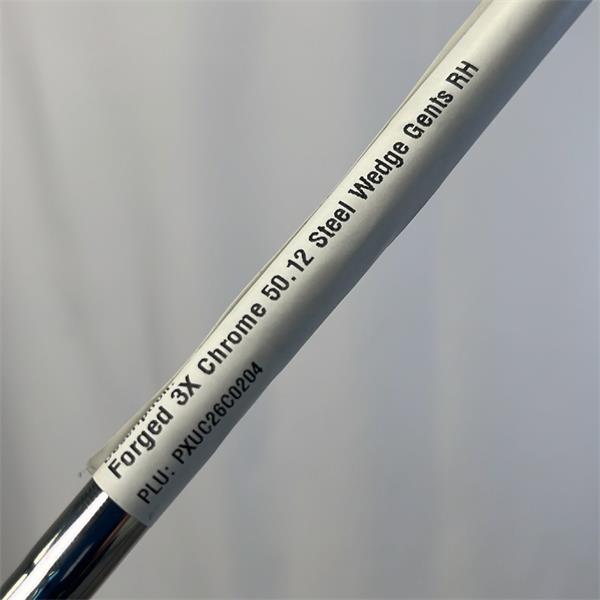 Forged 3X Chrome 50.12 Steel Wedge Gents RH
PLU: PXUC26C0204